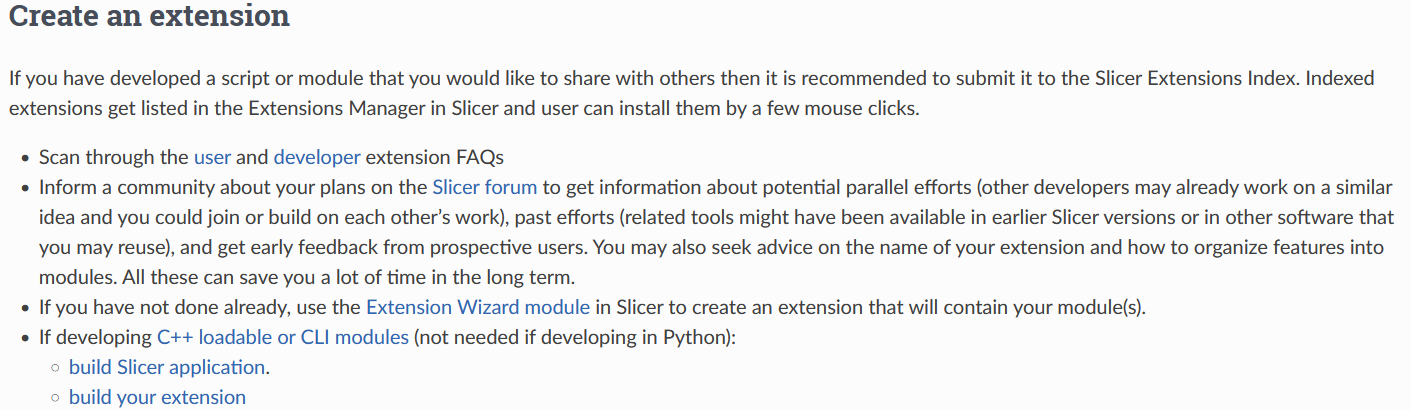 Create an extension
If you have developed a script or module that you would like to share with others then it is recommended to submit it to the Slicer Extensions Index. Indexed
extensions get listed in the Extensions Manager in Slicer and user can install them by a few mouse clicks.
• Scan through the user and developer extension FAQs
• Inform a community about your plans on the Slicer forum to get information about potential parallel efforts (other developers may already work on a similar
idea and you could join or build on each other’s work), past efforts (related tools might have been available in earlier Slicer versions or in other software that
you may reuse), and get early feedback from prospective users. You may also seek advice on the name of your extension and how to organize features into
modules. All these can save you a lot of time in the long term.
• If you have not done already, use the Extension Wizard module in Slicer to create an extension that will contain your module(s).
• If developing C++ loadable or CLI modules (not needed if developing in Python):
◦ build Slicer application.
◦ build your extension